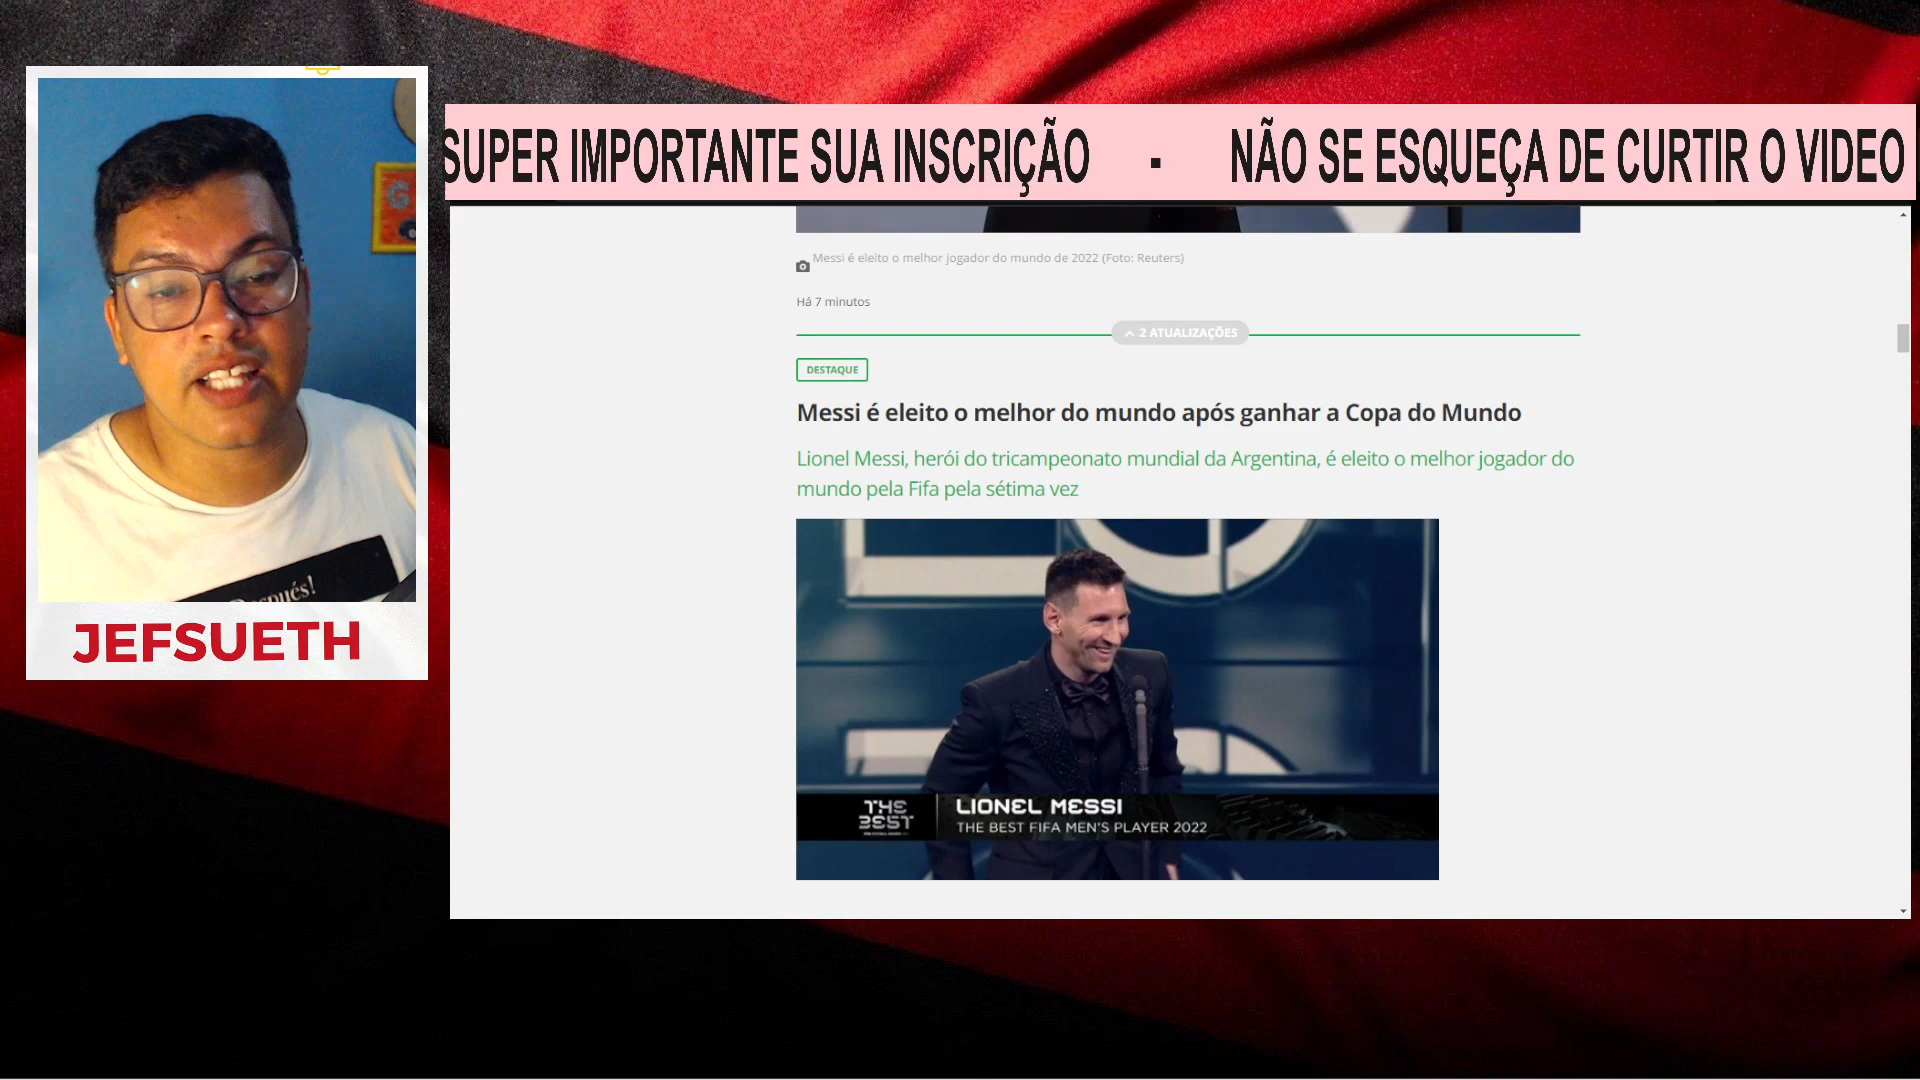 SUPER IMPORTANTE SUA INSCRIÇÃO - NÃO SE ESQUEÇA DE CURTIR O VIDEO
G
Messi é eleito o melhor jogador do mundo de 2022 (Foto: Reuters)
Há 7 minutos
2 ATUALIZAÇÕES
DESTAQUE
Messi é eleito o melhor do mundo após ganhar a Copa do Mundo
Lionel Messi, herói do tricampeonato mundial da Argentina, é eleito o melhor jogador do
mundo pela Fifa pela sétima vez
THE
BEST
LIONEL MESSI
THE BEST FIFA MEN'S PLAYER 2022
JEFSUETH